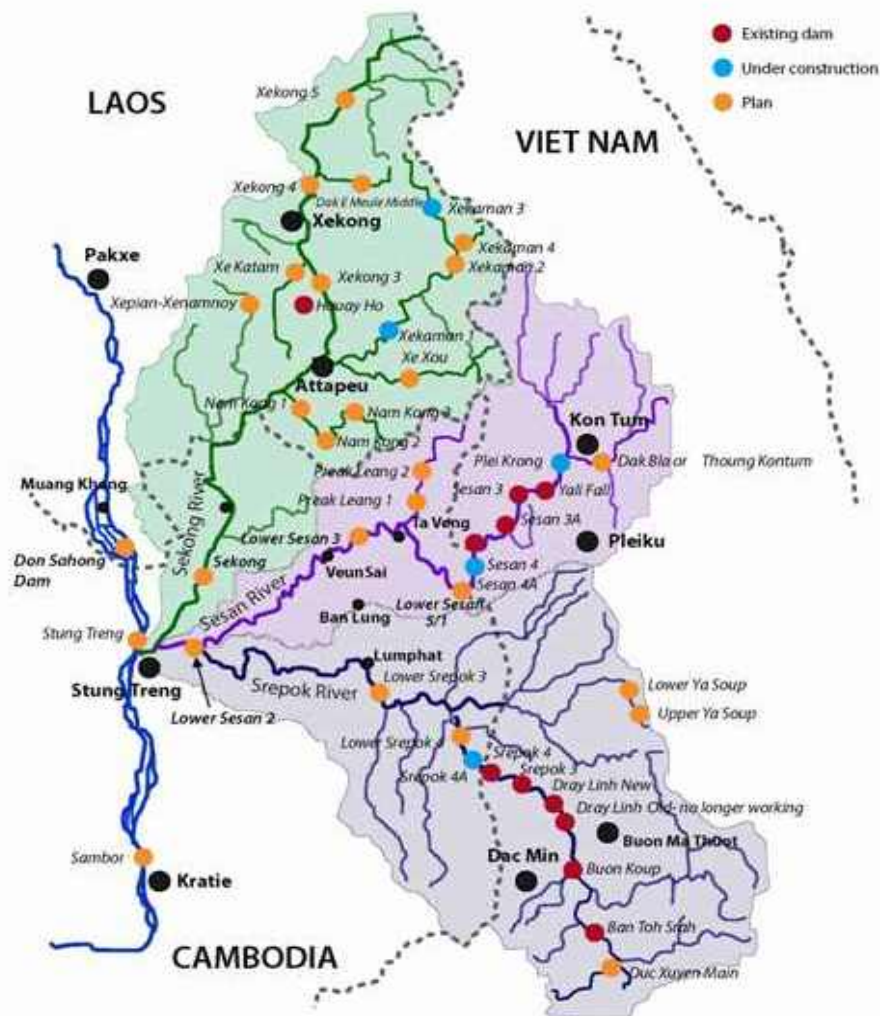 Existing dam
Under construction
Plan
LAOS
VIET NAM
CAMBODIA
Xekong 5
Xekong 4
Dak E Meule Middle
Xekaman 3
Xekong
Xekaman 4
Xekaman 2
Pakxe
Xe Katam
Xekong 3
Xepian-Xenamnoy
Houay Ho
Xekaman 1
Xe Xou
Attapeu
Nam Kong 1
Nam Kong 3
Nam Kong 2
Kon Tum
Plei Krong
Dak Bla or Thoung Kontum
Preak Leang 2
Sesan 3
Yali Fall
Muang Khong
Preak Leang 1
Sesan 3A
Ta Veng
Pleiku
Sekong River
Lower Sesan 3
Don Sahong
Dam
Sekong
Veun Sai
Sesan 4
Sesan 4A
Sesan River
Lower Sesan
5/1
Ban Lung
Stung Treng
Stung Treng
Lumphat
Srepok River
Lower Srepok 3
Lower Ya Soup
Upper Ya Soup
Lower Sesan 2
Lower Srepok 4
Srepok 4
Srepok 4A
Srepok 3
Dray Linh New
Dray Linh Old- no longer working
Buon Ma Thuot
Sambor
Kratie
Dac Min
Buon Koup
Ban Toh Srah
Duc Xuyen Main